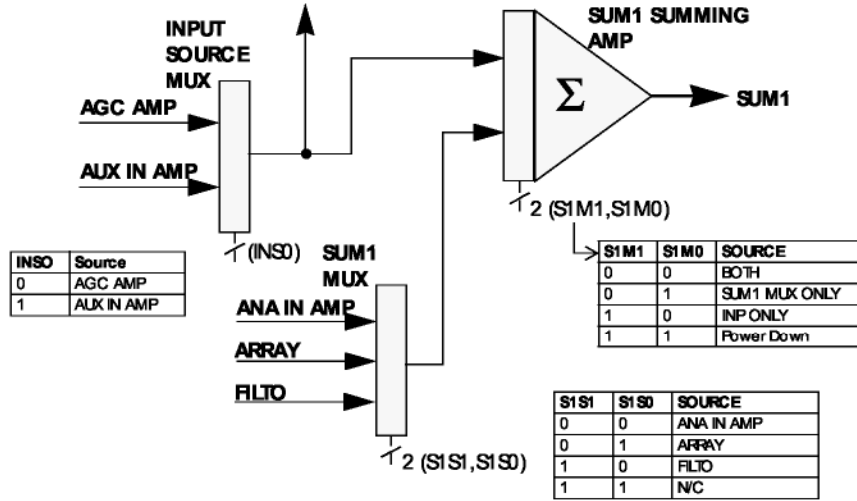 INPUT
SOURCE
MUX
SUM1 SUMMING
AMP
Σ
SUM1
AGC AMP
AUX IN AMP
(INS0)
2 (S1M1,S1M0)
INSO Source
0 AGC AMP
1 AUX IN AMP
SUM1
MUX
S1M1 S1M0 SOURCE
0 0 BOTH
0 1 SUM1 MUX ONLY
1 0 INP ONLY
1 1 Power Down
ANA IN AMP
ARRAY
FILTO
2 (S1S1,S1S0)
S1S1 S1S0 SOURCE
0 0 ANA IN AMP
0 1 ARRAY
1 0 FILTO
1 1 N/C